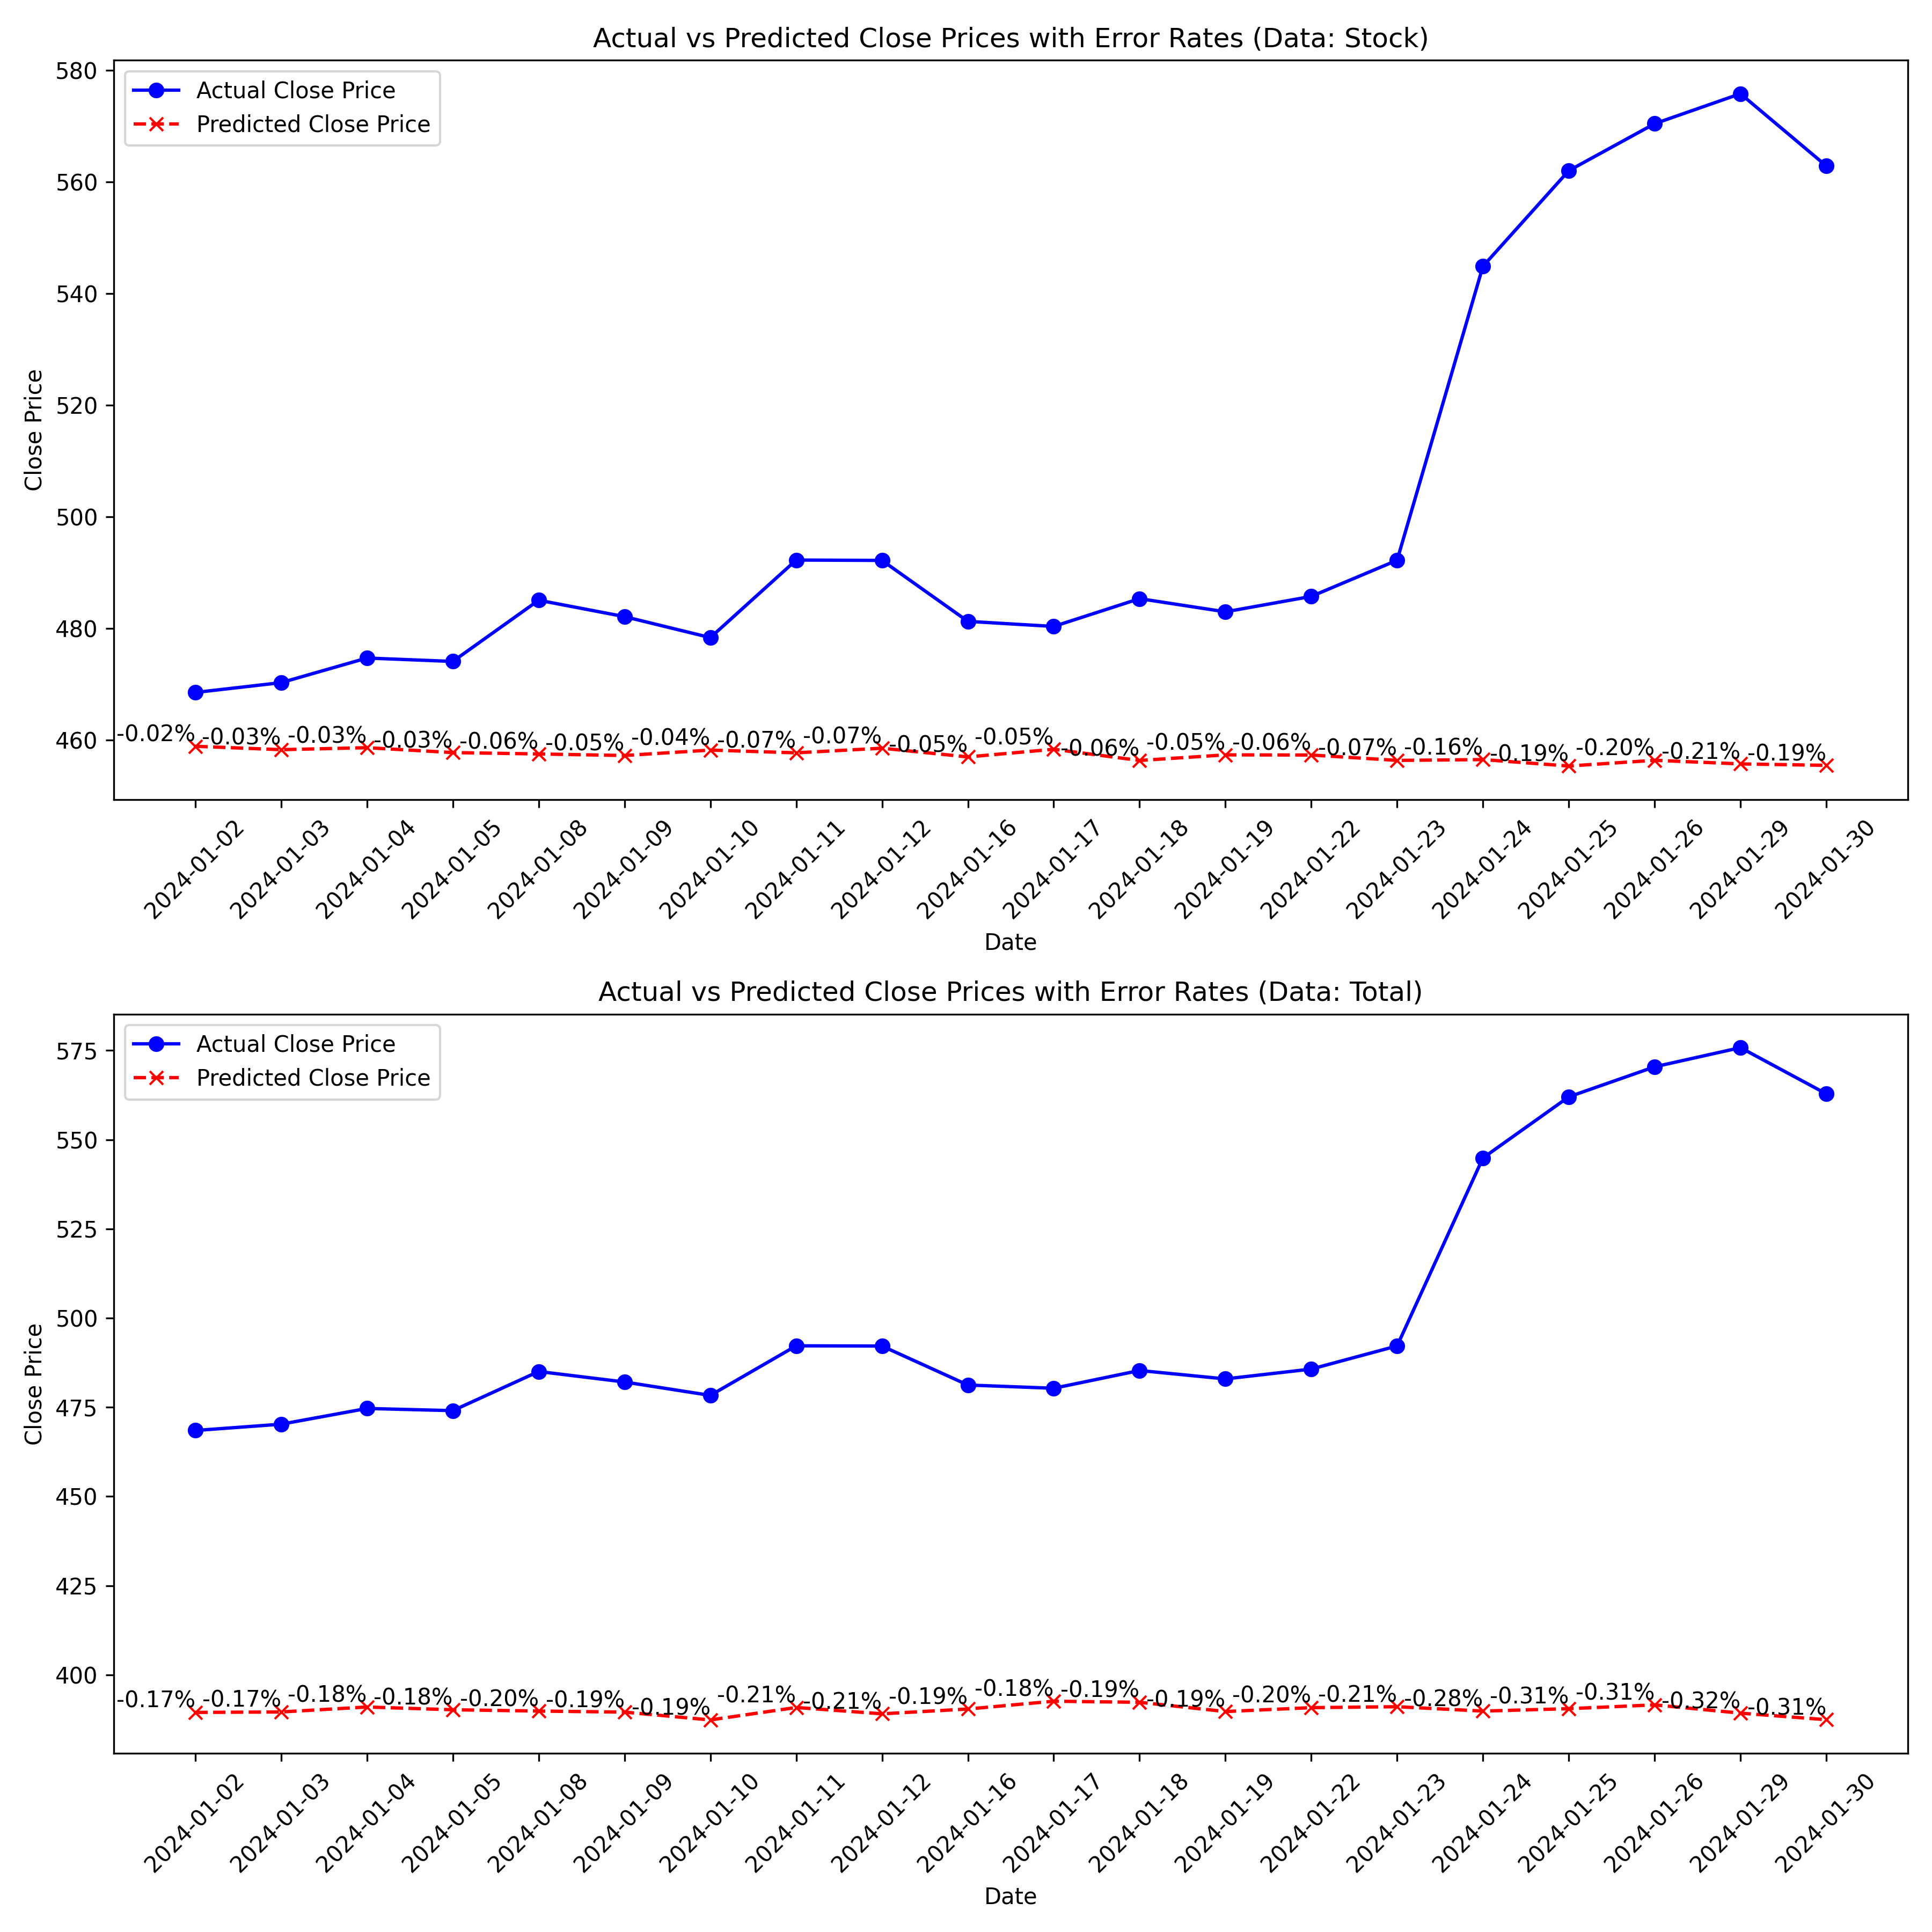 Actual vs Predicted Close Prices with Error Rates (Data: Stock)
Actual Close Price
Predicted Close Price
Close Price
580
560
540
520
500
480
460
-0.02% -0.03% -0.03% -0.03% -0.06% -0.05% -0.04% -0.07% -0.07% -0.05% -0.05% -0.06% -0.05% -0.06% -0.07% -0.16% -0.19% -0.20% -0.21% -0.19%
2024-01-02 2024-01-03 2024-01-04 2024-01-05 2024-01-08 2024-01-09 2024-01-10 2024-01-11 2024-01-12 2024-01-16 2024-01-17 2024-01-18 2024-01-19 2024-01-22 2024-01-23 2024-01-24 2024-01-25 2024-01-26 2024-01-29 2024-01-30
Date
Actual vs Predicted Close Prices with Error Rates (Data: Total)
Actual Close Price
Predicted Close Price
Close Price
575
550
525
500
475
450
425
400
-0.17% -0.17% -0.18% -0.18% -0.20% -0.19% -0.19% -0.21% -0.21% -0.19% -0.18% -0.19% -0.19% -0.20% -0.21% -0.28% -0.31% -0.31% -0.32% -0.31%
2024-01-02 2024-01-03 2024-01-04 2024-01-05 2024-01-08 2024-01-09 2024-01-10 2024-01-11 2024-01-12 2024-01-16 2024-01-17 2024-01-18 2024-01-19 2024-01-22 2024-01-23 2024-01-24 2024-01-25 2024-01-26 2024-01-29 2024-01-30
Date